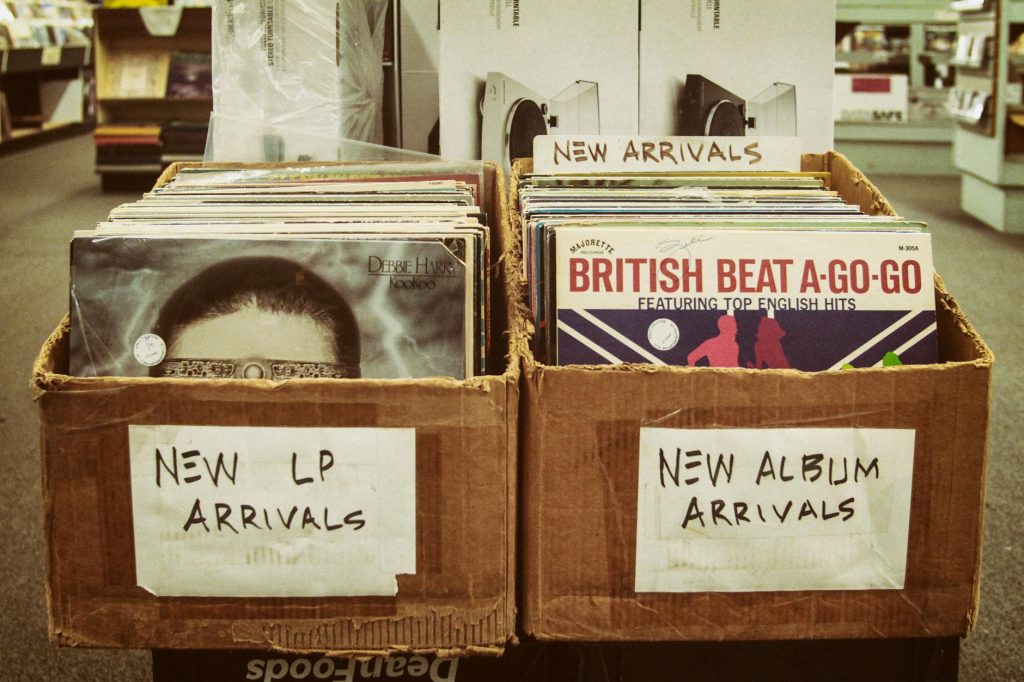 NEW ARRIVALS
DEBBIE HARRY
KooKoo
MAJORETTE
RECORDS
M-305A
BRITISH BEAT A-GO-GO
FEATURING TOP ENGLISH HITS
NEW LP
ARRIVALS
NEW ALBUM
ARRIVALS
DeanFoods